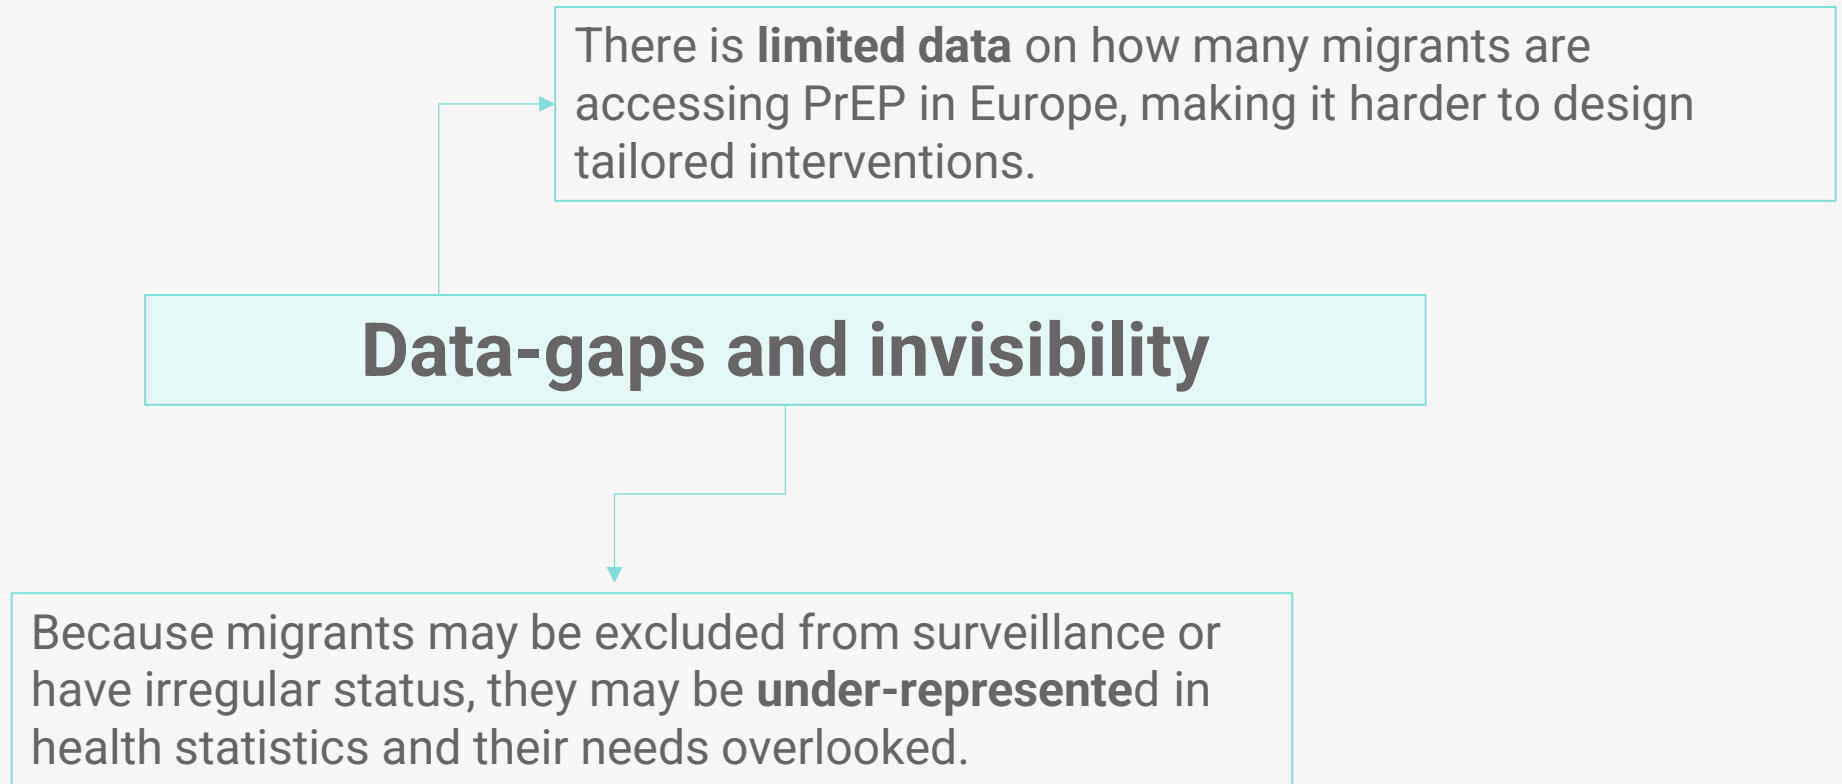 There is limited data on how many migrants are
accessing PrEP in Europe, making it harder to design
tailored interventions.
Data-gaps and invisibility
Because migrants may be excluded from surveillance or
have irregular status, they may be under-represented in
health statistics and their needs overlooked.